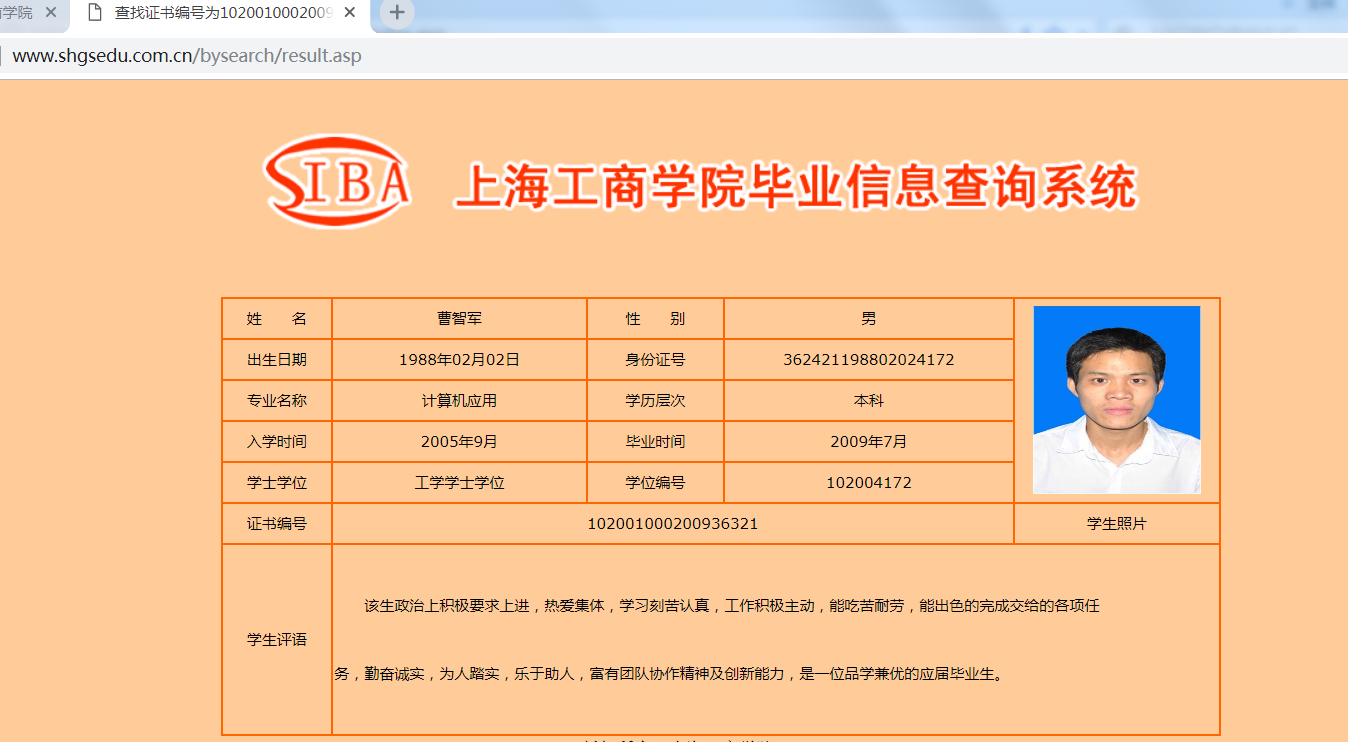 商学院
查找证书编号为1020010002009
www.shgsedu.com.cn/bysearch/result.asp
SIBA 上海工商学院毕业信息查询系统
姓 名 曹智军 性 别 男
出生日期 1988年02月02日 身份证号 362421198802024172
专业名称 计算机应用 学历层次 本科
入学时间 2005年9月 毕业时间 2009年7月
学士学位 工学学士学位 学位编号 102004172
证书编号 102001000200936321 学生照片
学生评语
该生政治上积极要求上进，热爱集体，学习刻苦认真，工作积极主动，能吃苦耐劳，能出色的完成交给的各项任
务，勤奋诚实，为人踏实，乐于助人，富有团队协作精神及创新能力，是一位品学兼优的应届毕业生。